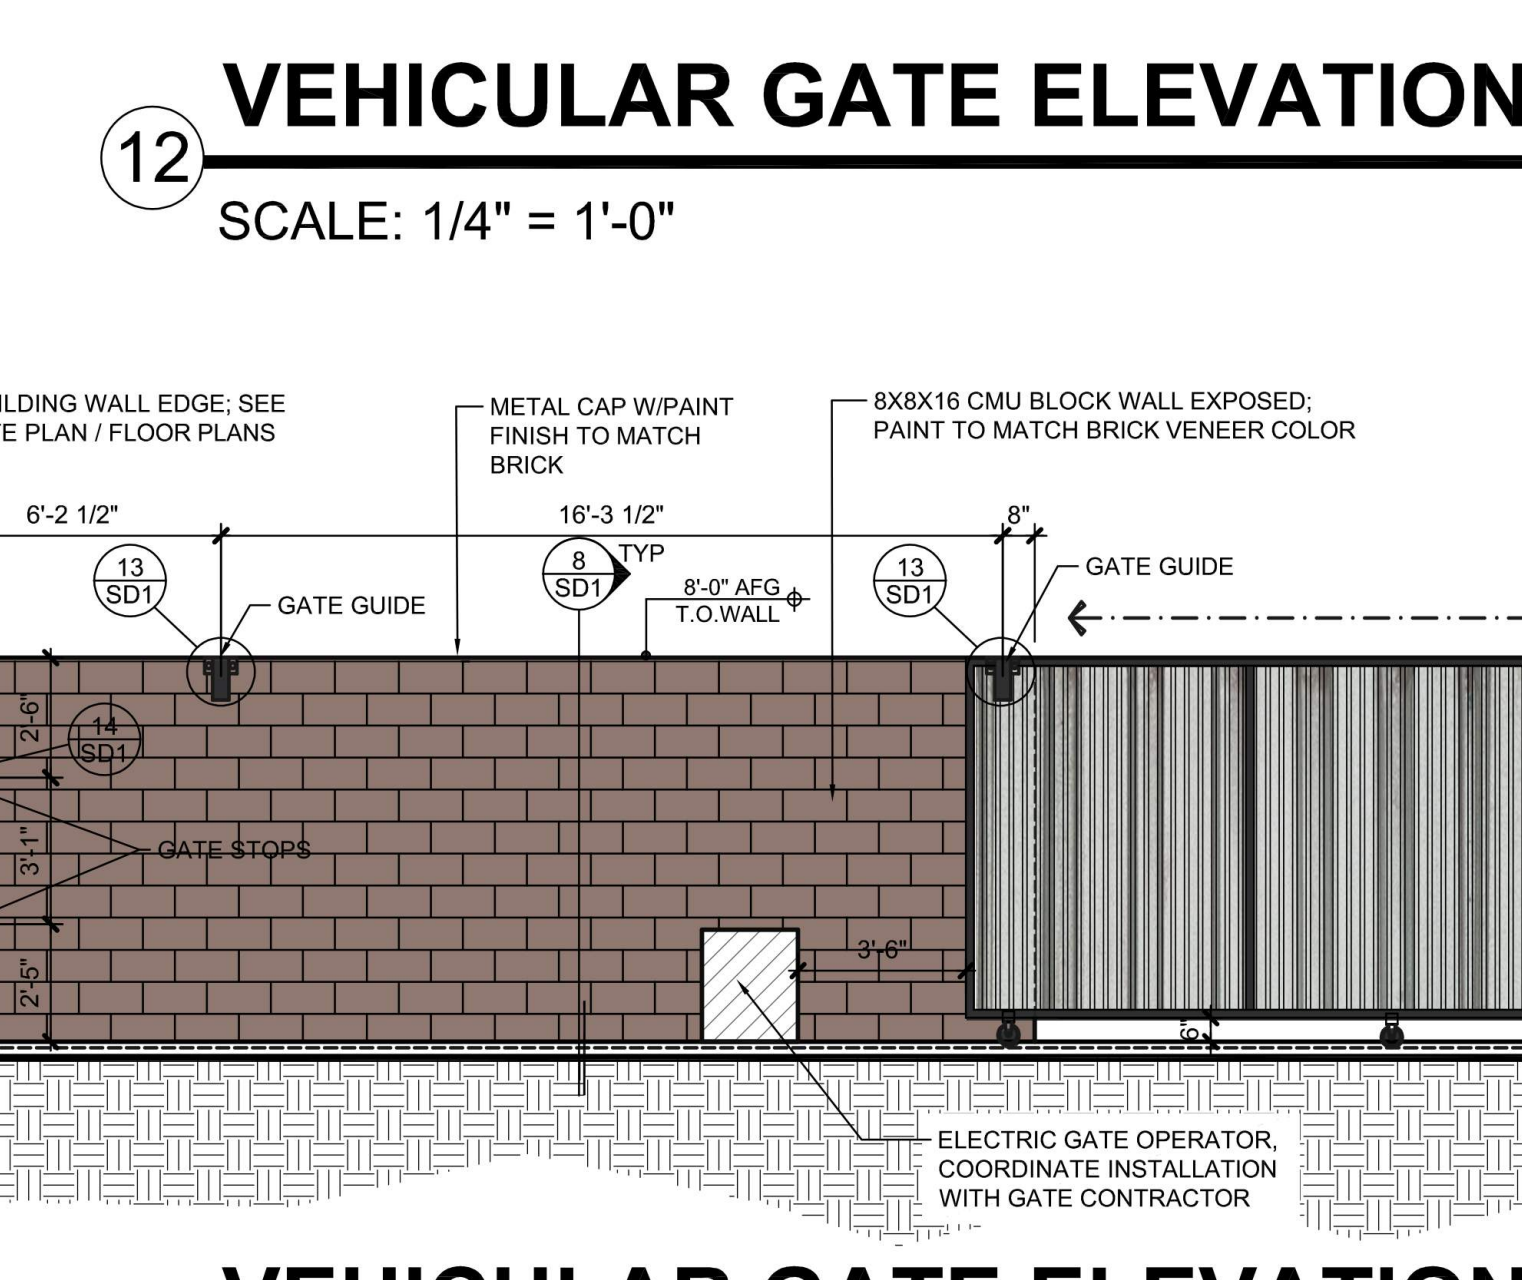 VEHICULAR GATE ELEVATION
12
SCALE: 1/4" = 1'-0"
ILDING WALL EDGE; SEE
TE PLAN / FLOOR PLANS
METAL CAP W/PAINT
FINISH TO MATCH
BRICK
8X8X16 CMU BLOCK WALL EXPOSED;
PAINT TO MATCH BRICK VENEER COLOR
6'-2 1/2"
16'-3 1/2"
8"
13
SD1
GATE GUIDE
8
SD1
TYP
8'-0" AFG
T.O.WALL
13
SD1
GATE GUIDE
2'-6"
14
SD1
3'-1"
GATE STOPS
2'-5"
3'-6"
6"
ELECTRIC GATE OPERATOR,
COORDINATE INSTALLATION
WITH GATE CONTRACTOR
VEHICULAR GATE ELEVATION